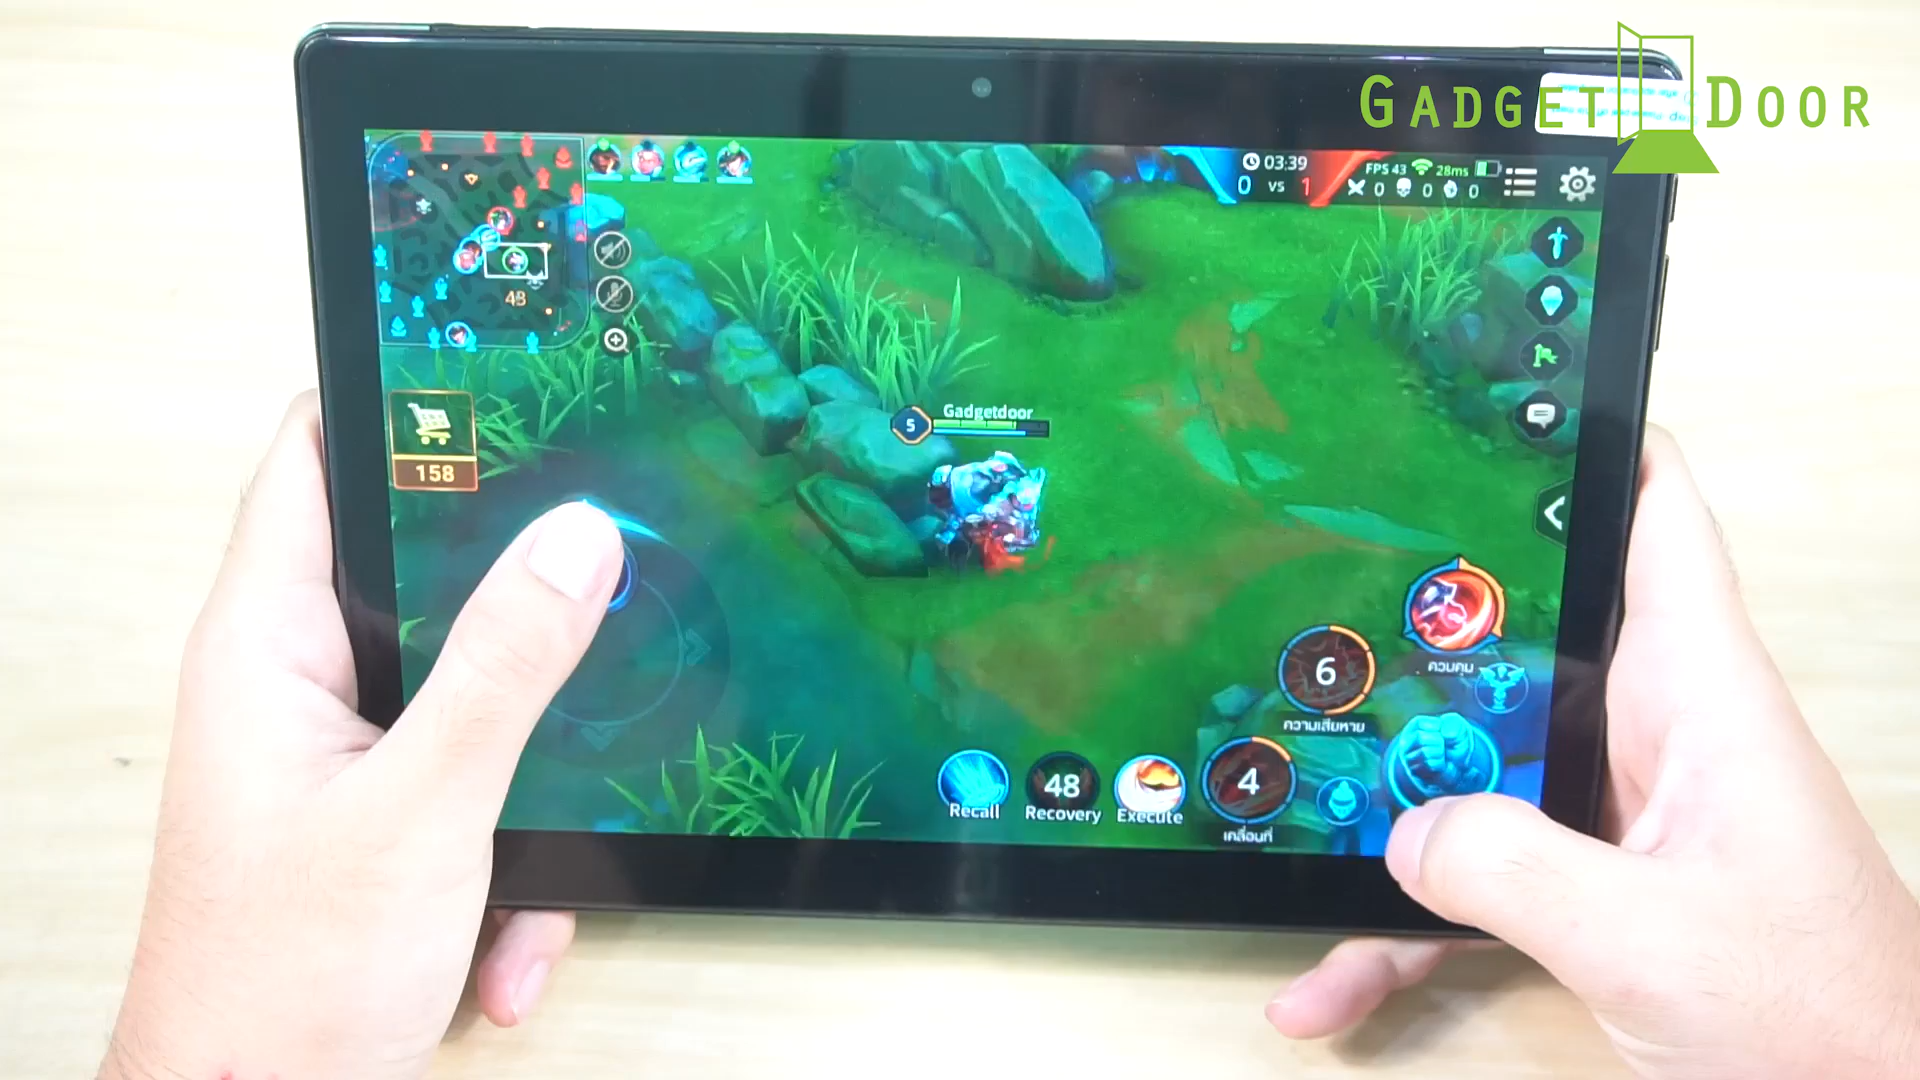 GADGET DOOR
03:39
0 vs 1
FPS 43 28ms
0 0 0
48
158
5
Gadgetdoor
ควบคุม
6
ความเสียหาย
4
เคลื่อนที่
48
Recall Recovery Execute